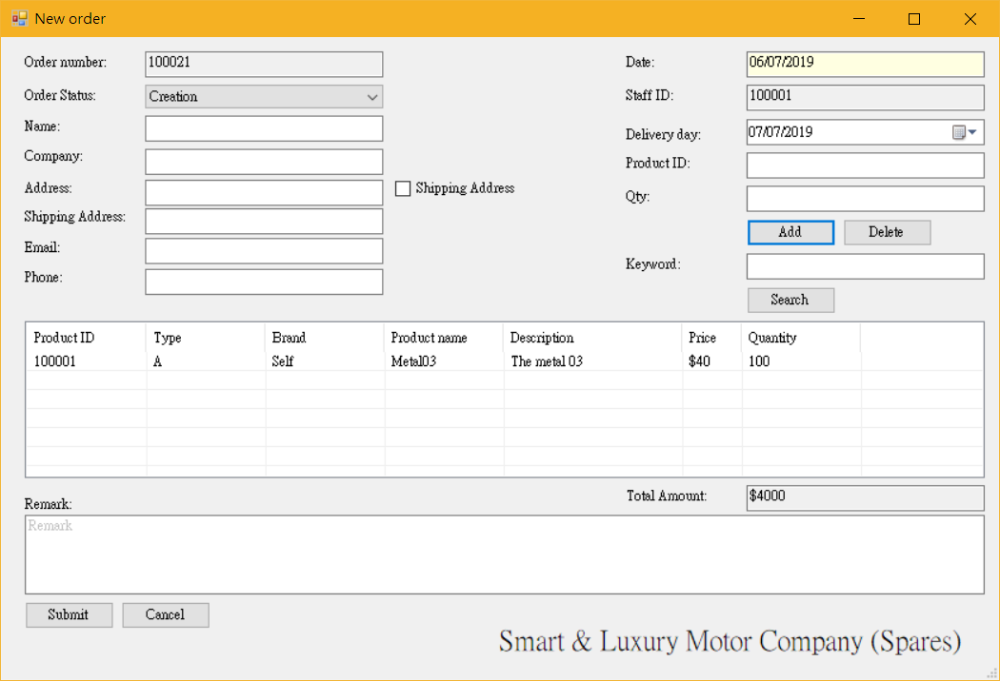 New order
Order number: 100021 Date: 06/07/2019
Order Status: Creation Staff ID: 100001
Name: Delivery day: 07/07/2019
Company: Product ID:
Address: Shipping Address Qty:
Shipping Address:
Add Delete
Email:
Keyword:
Phone:
Search
Product ID Type Brand Product name Description Price Quantity
100001 A Self Metal03 The metal 03 $40 100
Remark: Total Amount: $4000
Remark
Submit Cancel
Smart & Luxury Motor Company (Spares)